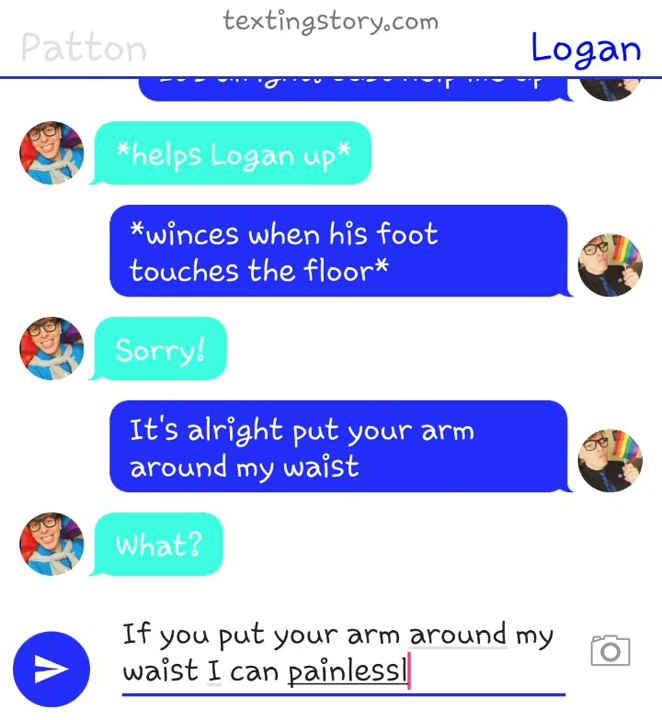 textingstory.com
Patton
Logan
*helps Logan up*
*winces when his foot
touches the floor*
Sorry!
It's alright put your arm
around my waist
What?
If you put your arm around my
waist I can painlessl